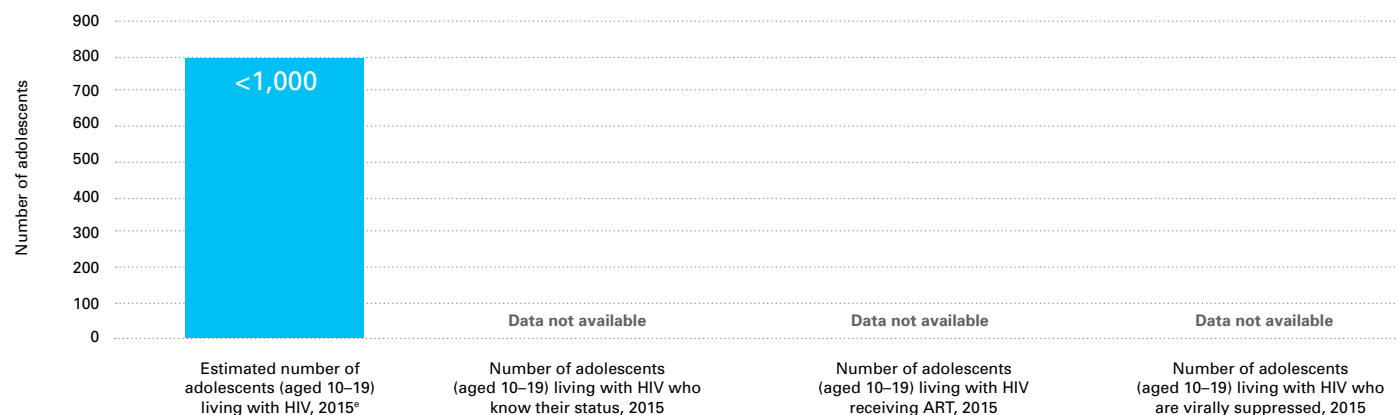 Number of adolescents
900
800
700
600
500
400
300
200
100
0
<1,000
Data not available
Data not available
Data not available
Estimated number of
adolescents (aged 10–19)
living with HIV, 2015ᵉ
Number of adolescents
(aged 10–19) living with HIV who
know their status, 2015
Number of adolescents
(aged 10–19) living with HIV
receiving ART, 2015
Number of adolescents
(aged 10–19) living with HIV who
are virally suppressed, 2015